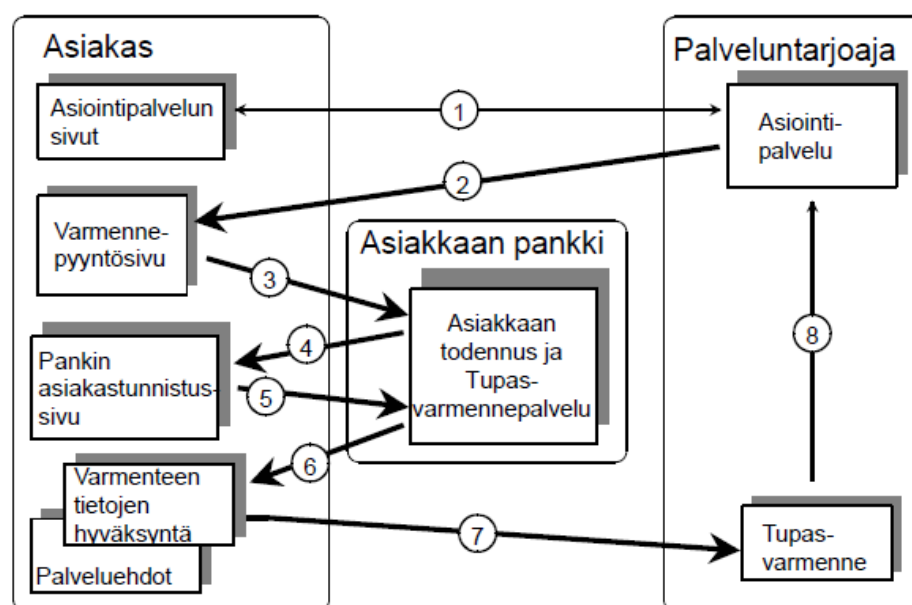 Asiakas
Palveluntarjoaja
Asiointipalvelun
sivut
1
Asiointi-
palvelu
2
Varmenne-
pyyntösivu
3
Asiakkaan pankki
Asiakkaan
todennus ja
Tupas-
varmennepalvelu
4
8
Pankin
asiakastunnistus-
sivu
5
6
Varmenteen
tietojen
hyväksyntä
7
Tupas-
varmenne
Palveluehdot